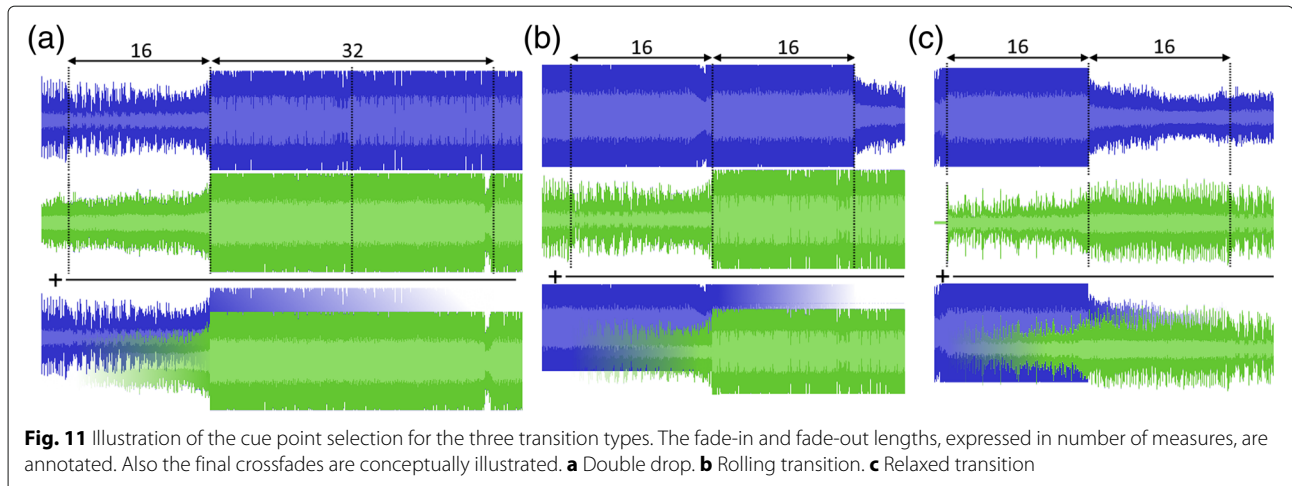 (a) (b) (c)
16 32 16 16 16 16
+ + +
Fig. 11 Illustration of the cue point selection for the three transition types. The fade-in and fade-out lengths, expressed in number of measures, are
annotated. Also the final crossfades are conceptually illustrated. a Double drop. b Rolling transition. c Relaxed transition